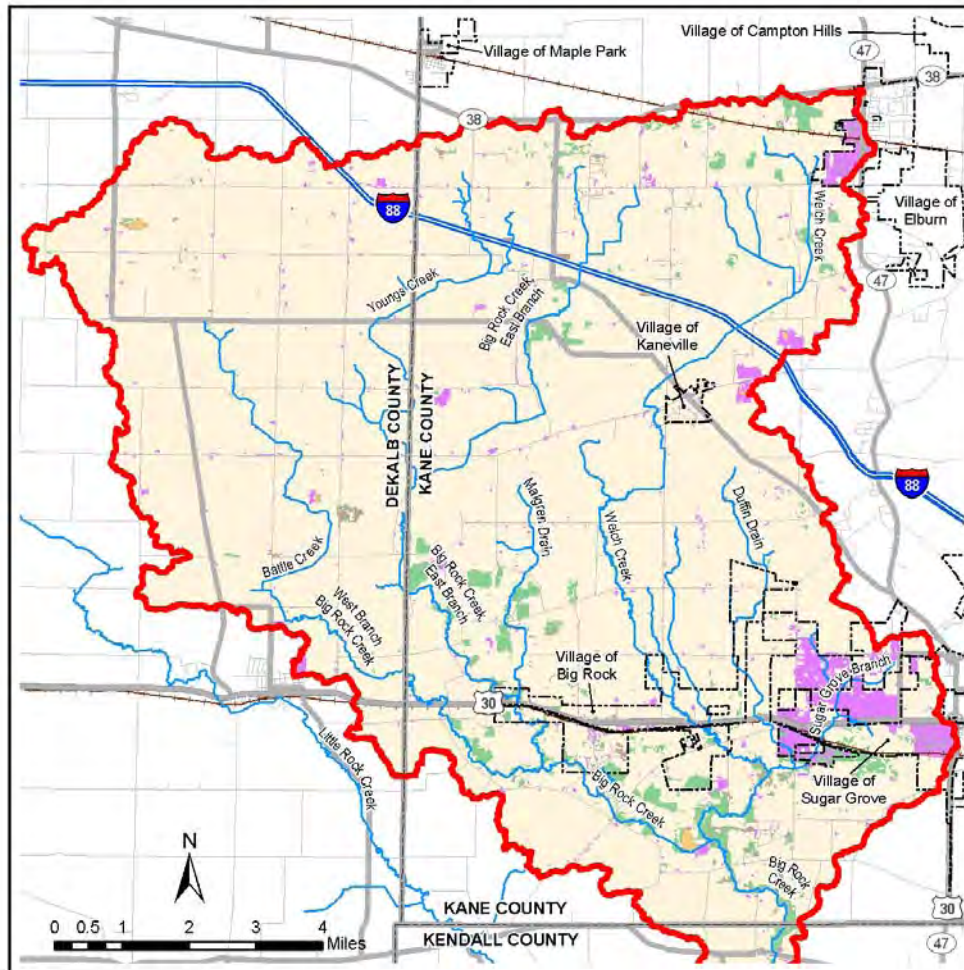 Village of Campton Hills
47
Village of Maple Park
38
38
88
Welch Creek
Village of
Elburn
47
Youngs Creek
Big Rock Creek
East Branch
Village of
Kaneville
DEKALB COUNTY
KANE COUNTY
88
Malgren Drain
Welch Creek
Duffin Drain
Battle Creek
Big Rock Creek
East Branch
West Branch
Big Rock Creek
Village of
Big Rock
Sugar Grove Branch
30
Little Rock Creek
Village of
Sugar Grove
Big Rock Creek
Big Rock
Creek
N
30
KANE COUNTY
0 0.5 1 2 3 4
Miles
KENDALL COUNTY
47